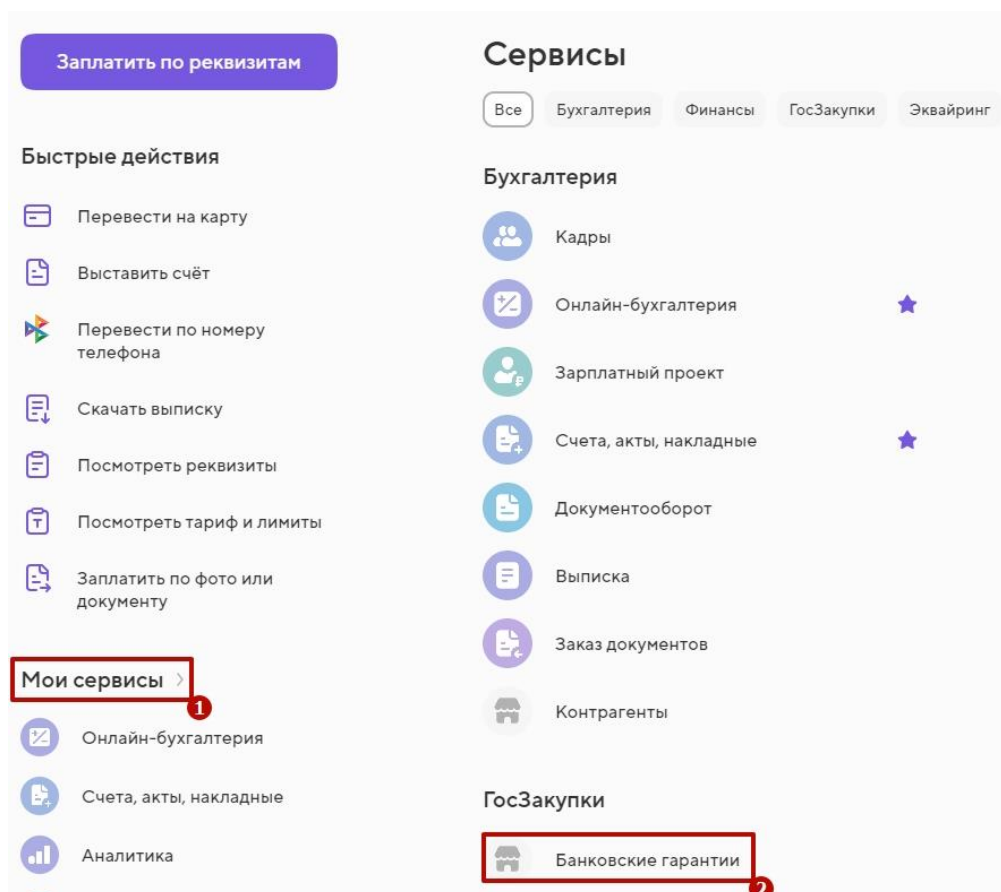 Заплатить по реквизитам
Быстрые действия
Перевести на карту
Выставить счёт
Перевести по номеру
телефона
Скачать выписку
Посмотреть реквизиты
Т
Посмотреть тариф и лимиты
Заплатить по фото или
документу
Мои сервисы >
1
Онлайн-бухгалтерия
Счета, акты, накладные
Аналитика
Сервисы
Все Бухгалтерия Финансы ГосЗакупки Эквайринг
Бухгалтерия
Кадры
Онлайн-бухгалтерия
Зарплатный проект
Счета, акты, накладные
Документооборот
Выписка
Заказ документов
Контрагенты
ГосЗакупки
Банковские гарантии
2